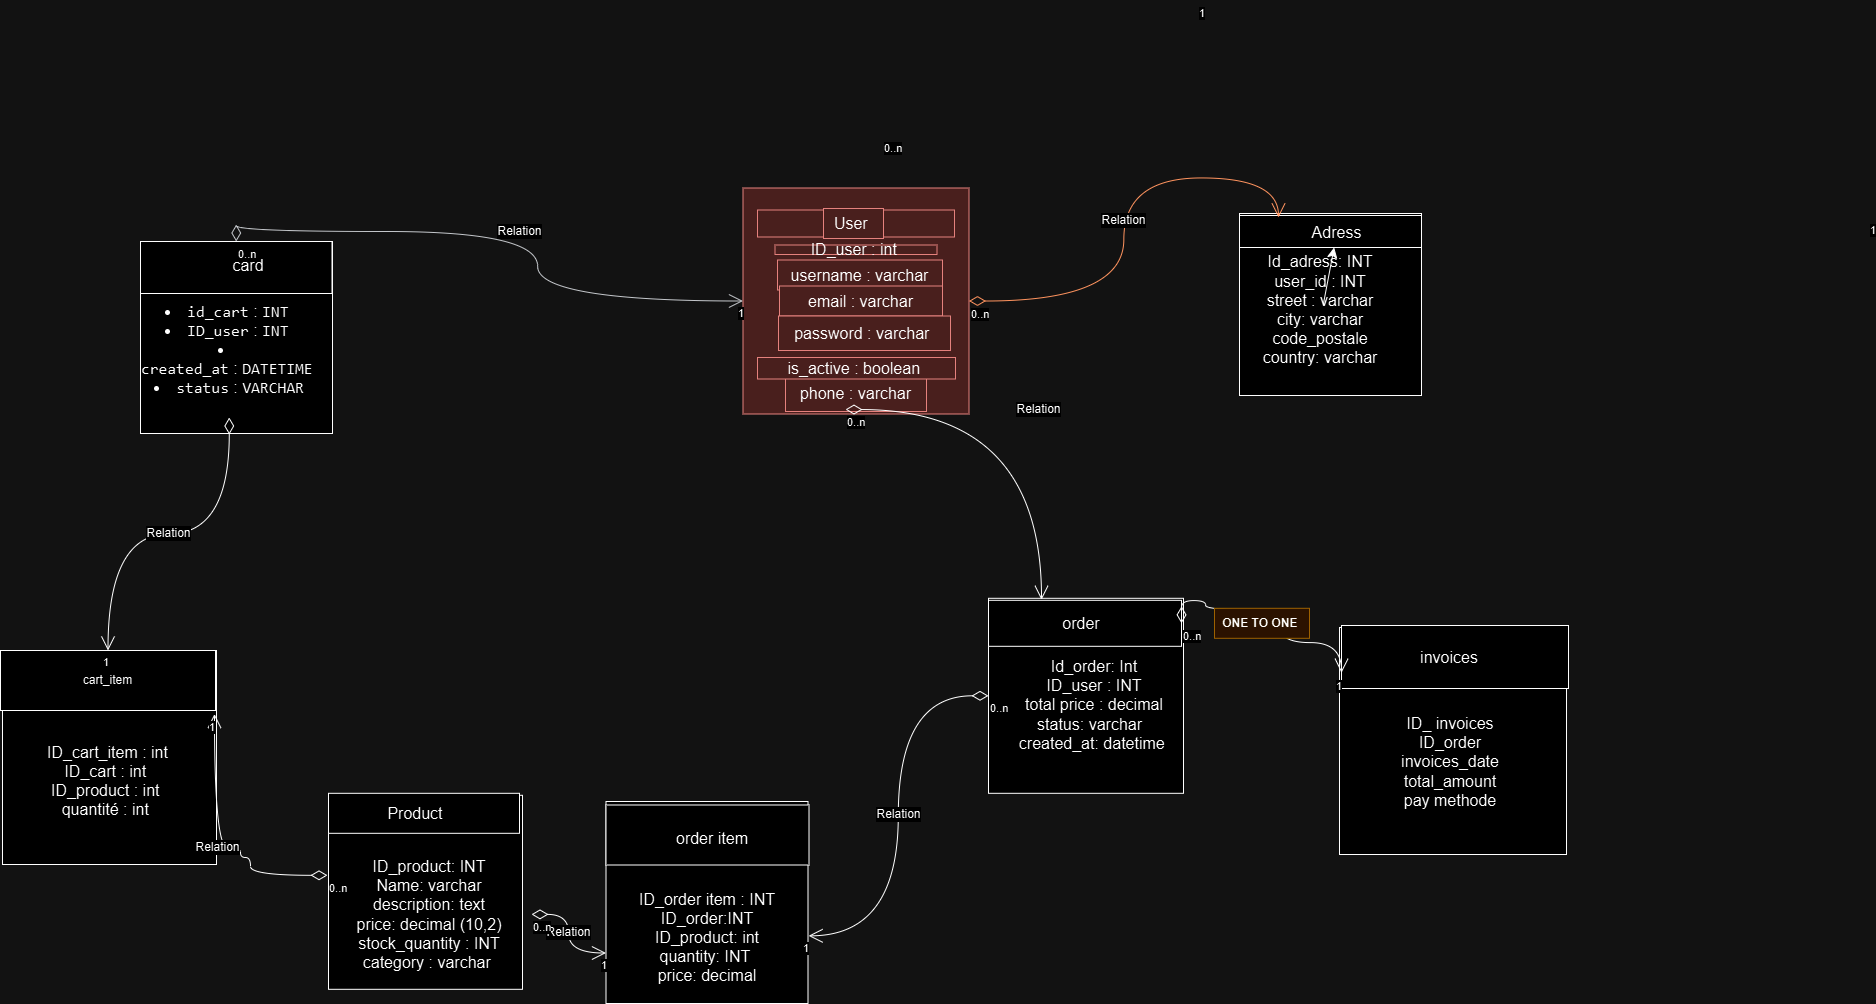 1
0..n
1
Relation
0..n
card
id_cart : INT
ID_user : INT
created_at : DATETIME
status : VARCHAR
User
ID_user : int
username : varchar
email : varchar
password : varchar
is_active : boolean
phone : varchar
1
0..n
0..n
Relation
Adress
Id_adress: INT
user_id : INT
street : varchar
city: varchar
code_postale
country: varchar
Relation
Relation
1
cart_item
1
ID_cart_item : int
ID_cart : int
ID_product : int
quantité : int
Relation
0..n
Product
ID_product: INT
Name: varchar
description: text
price: decimal (10,2)
stock_quantity : INT
category : varchar
0..n
Relation
1
order item
ID_order item : INT
ID_order:INT
ID_product: int
quantity: INT
price: decimal
1
Relation
0..n
order
Id_order: Int
ID_user : INT
total price : decimal
status: varchar
created_at: datetime
0..n
ONE TO ONE
1
invoices
ID_ invoices
ID_order
invoices_date
total_amount
pay methode